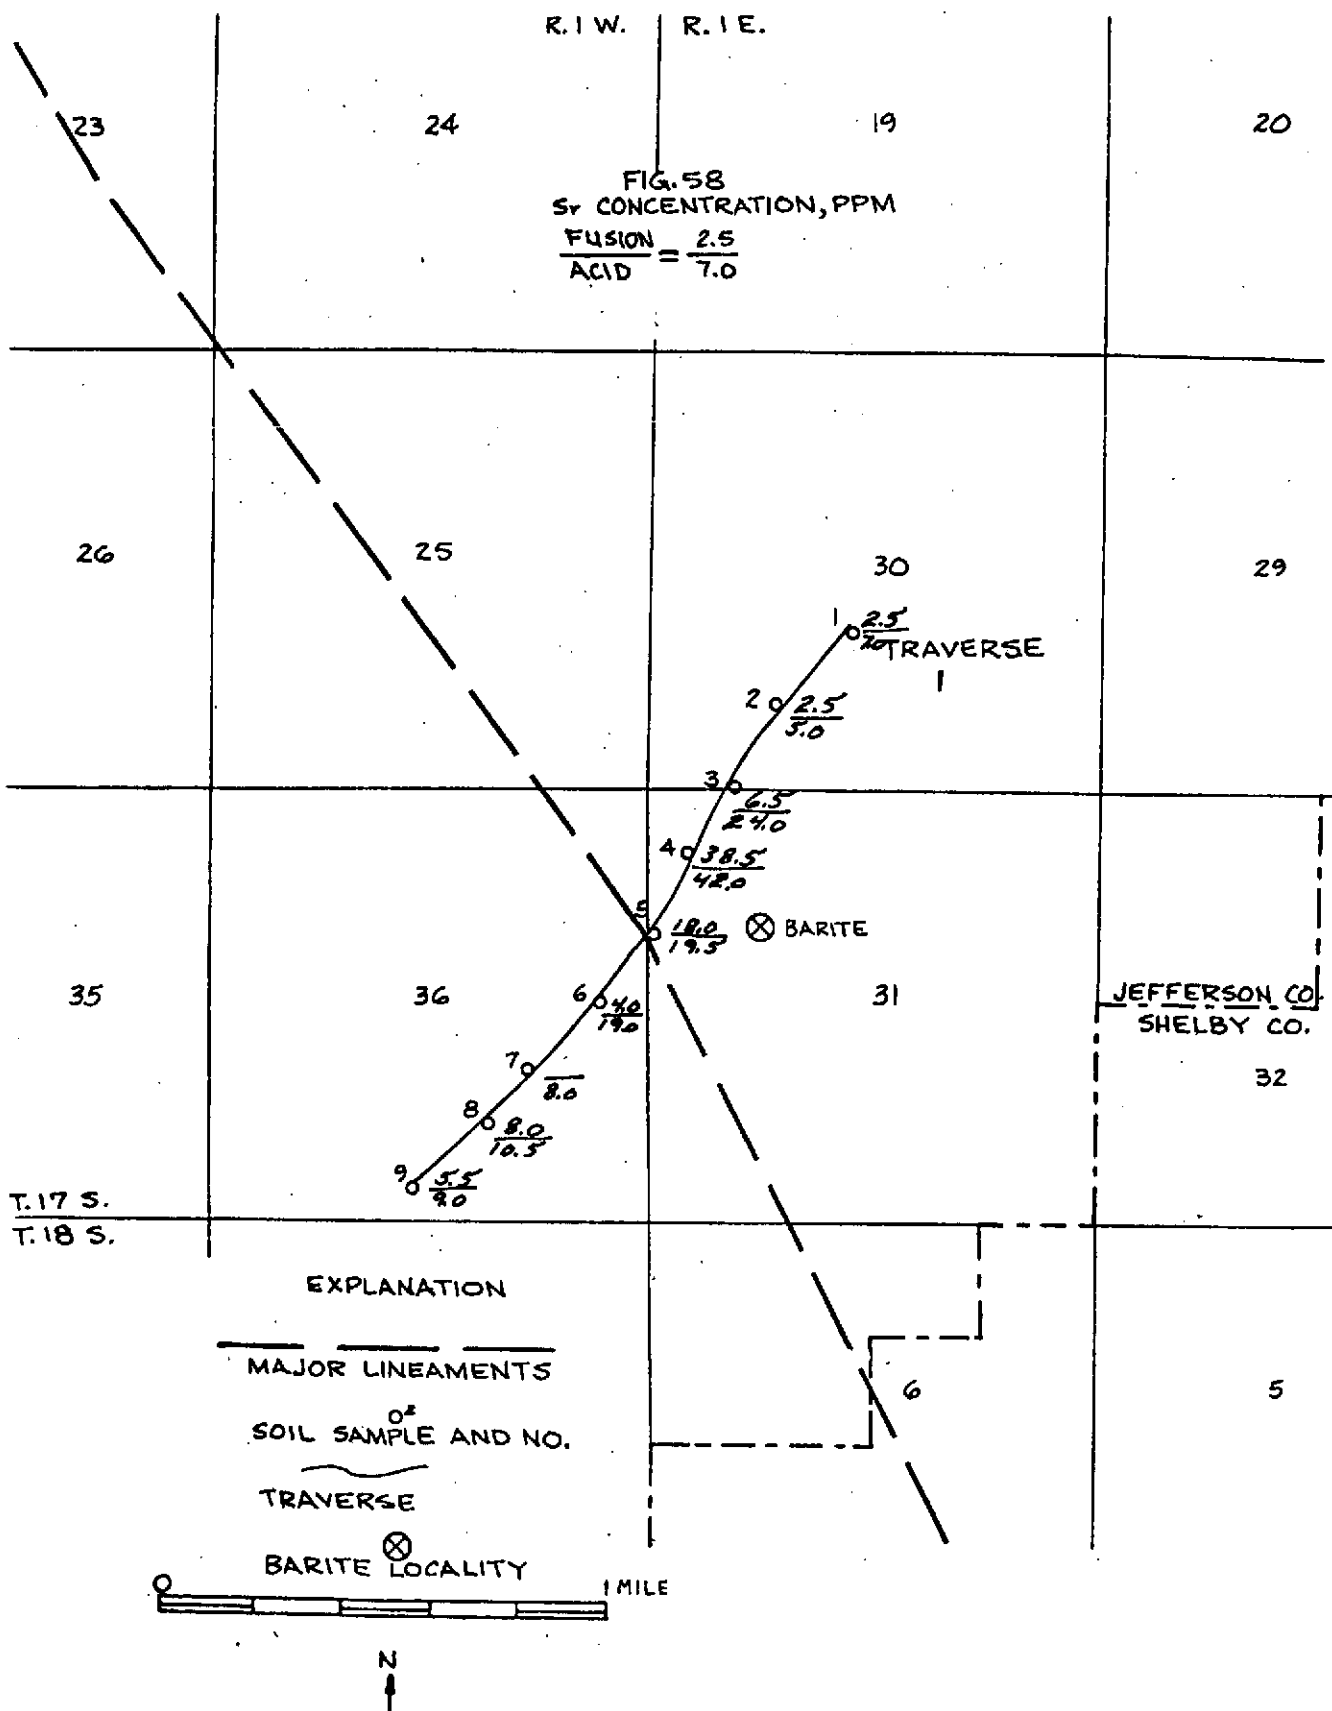 R.1 W. R.1 E.
23 24 19 20
FIG. 58
Sr CONCENTRATION, PPM
FUSION = 2.5
ACID 7.0
26 25 30 29
1 2.5
TRAVERSE
1
2 2.5
5.0
3 6.5
24.0
4 38.5
42.0
5 18.0
19.5
BARITE
35 36 31
6 4.0
19.0
JEFFERSON CO.
SHELBY CO.
32
7
8.0
8 8.0
10.5
9 5.5
9.0
T. 17 S.
T. 18 S.
EXPLANATION
MAJOR LINEAMENTS
SOIL SAMPLE AND NO.
TRAVERSE
BARITE LOCALITY
6 5
0 1 MILE
N